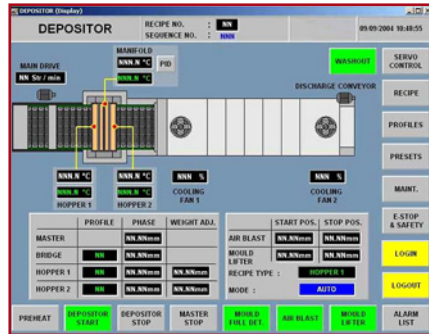 DEPOSITOR (Display)
DEPOSITOR
RECIPE NO. : NN
SEQUENCE NO. : NNN
09/09/2004 10:48:55
MANIFOLD
NNN.N °C
NNN.N °C
PID
MAIN DRIVE
NN Str / min
WASHOUT
DISCHARGE CONVEYOR
SERVO CONTROL
RECIPE
PROFILES
PRESETS
MAINT.
E-STOP & SAFETY
LOGIN
LOGOUT
ALARM LIST
NNN.N °C
NNN.N °C
HOPPER 1
NNN.N °C
NNN.N °C
HOPPER 2
NNN %
COOLING FAN 1
NNN %
COOLING FAN 2
PROFILE PHASE WEIGHT ADJ.
MASTER NN.NNmm
BRIDGE NN NN.NNmm
HOPPER 1 NN NN.NNmm NN.NNmm
HOPPER 2 NN NN.NNmm NN.NNmm
START POS. STOP POS.
AIR BLAST NN.NNmm NN.NNmm
MOULD LIFTER NN.NNmm NN.NNmm
RECIPE TYPE : HOPPER 1
MODE : AUTO
PREHEAT
DEPOSITOR START
DEPOSITOR STOP
MASTER STOP
MOULD FULL DET.
AIR BLAST
MOULD LIFTER